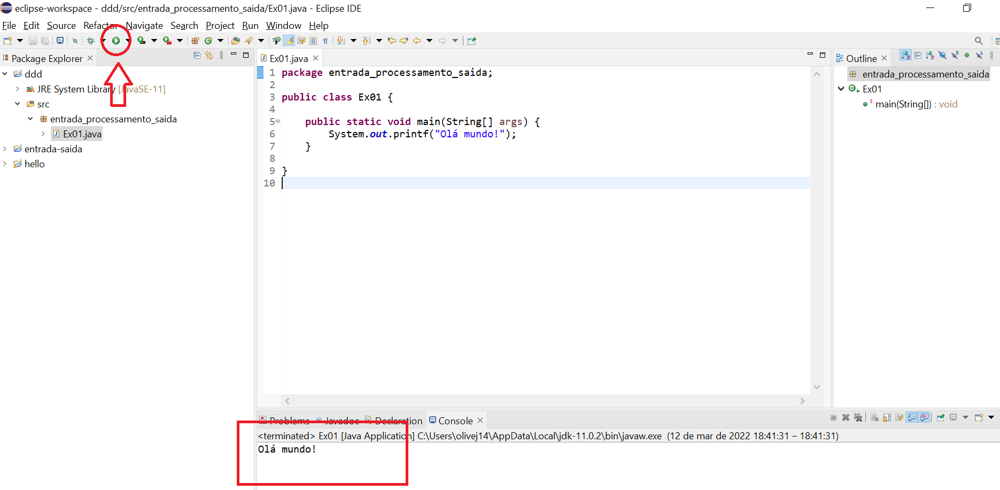 eclipse-workspace - ddd/src/entrada_processamento_saida/Ex01.java - Eclipse IDE
File Edit Source Refactor Navigate Search Project Run Window Help
Package Explorer
ddd
JRE System Library [JavaSE-11]
src
entrada_processamento_saida
Ex01.java
entrada-saida
hello
Ex01.java
1 package entrada_processamento_saida;
2
3 public class Ex01 {
4
5 public static void main(String[] args) {
6 System.out.printf("Olá mundo!");
7 }
8
9 }
10
Outline
entrada_processamento_saida
Ex01
main(String[]) : void
Problems Javadoc Declaration Console
<terminated> Ex01 [Java Application] C:\Users\olivej14\AppData\Local\jdk-11.0.2\bin\javaw.exe (12 de mar de 2022 18:41:31 – 18:41:31)
Olá mundo!